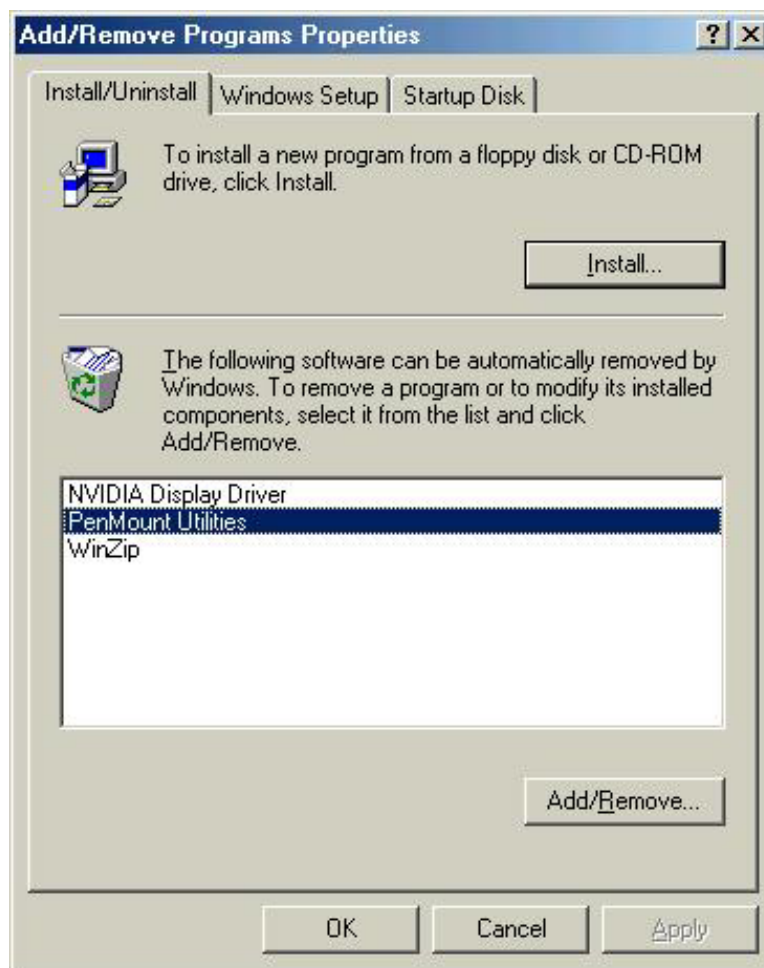 Add/Remove Programs Properties
Install/Uninstall Windows Setup Startup Disk
To install a new program from a floppy disk or CD-ROM
drive, click Install.
Install...
The following software can be automatically removed by
Windows. To remove a program or to modify its installed
components, select it from the list and click
Add/Remove.
NVIDIA Display Driver
PenMount Utilities
WinZip
Add/Remove...
OK Cancel Apply